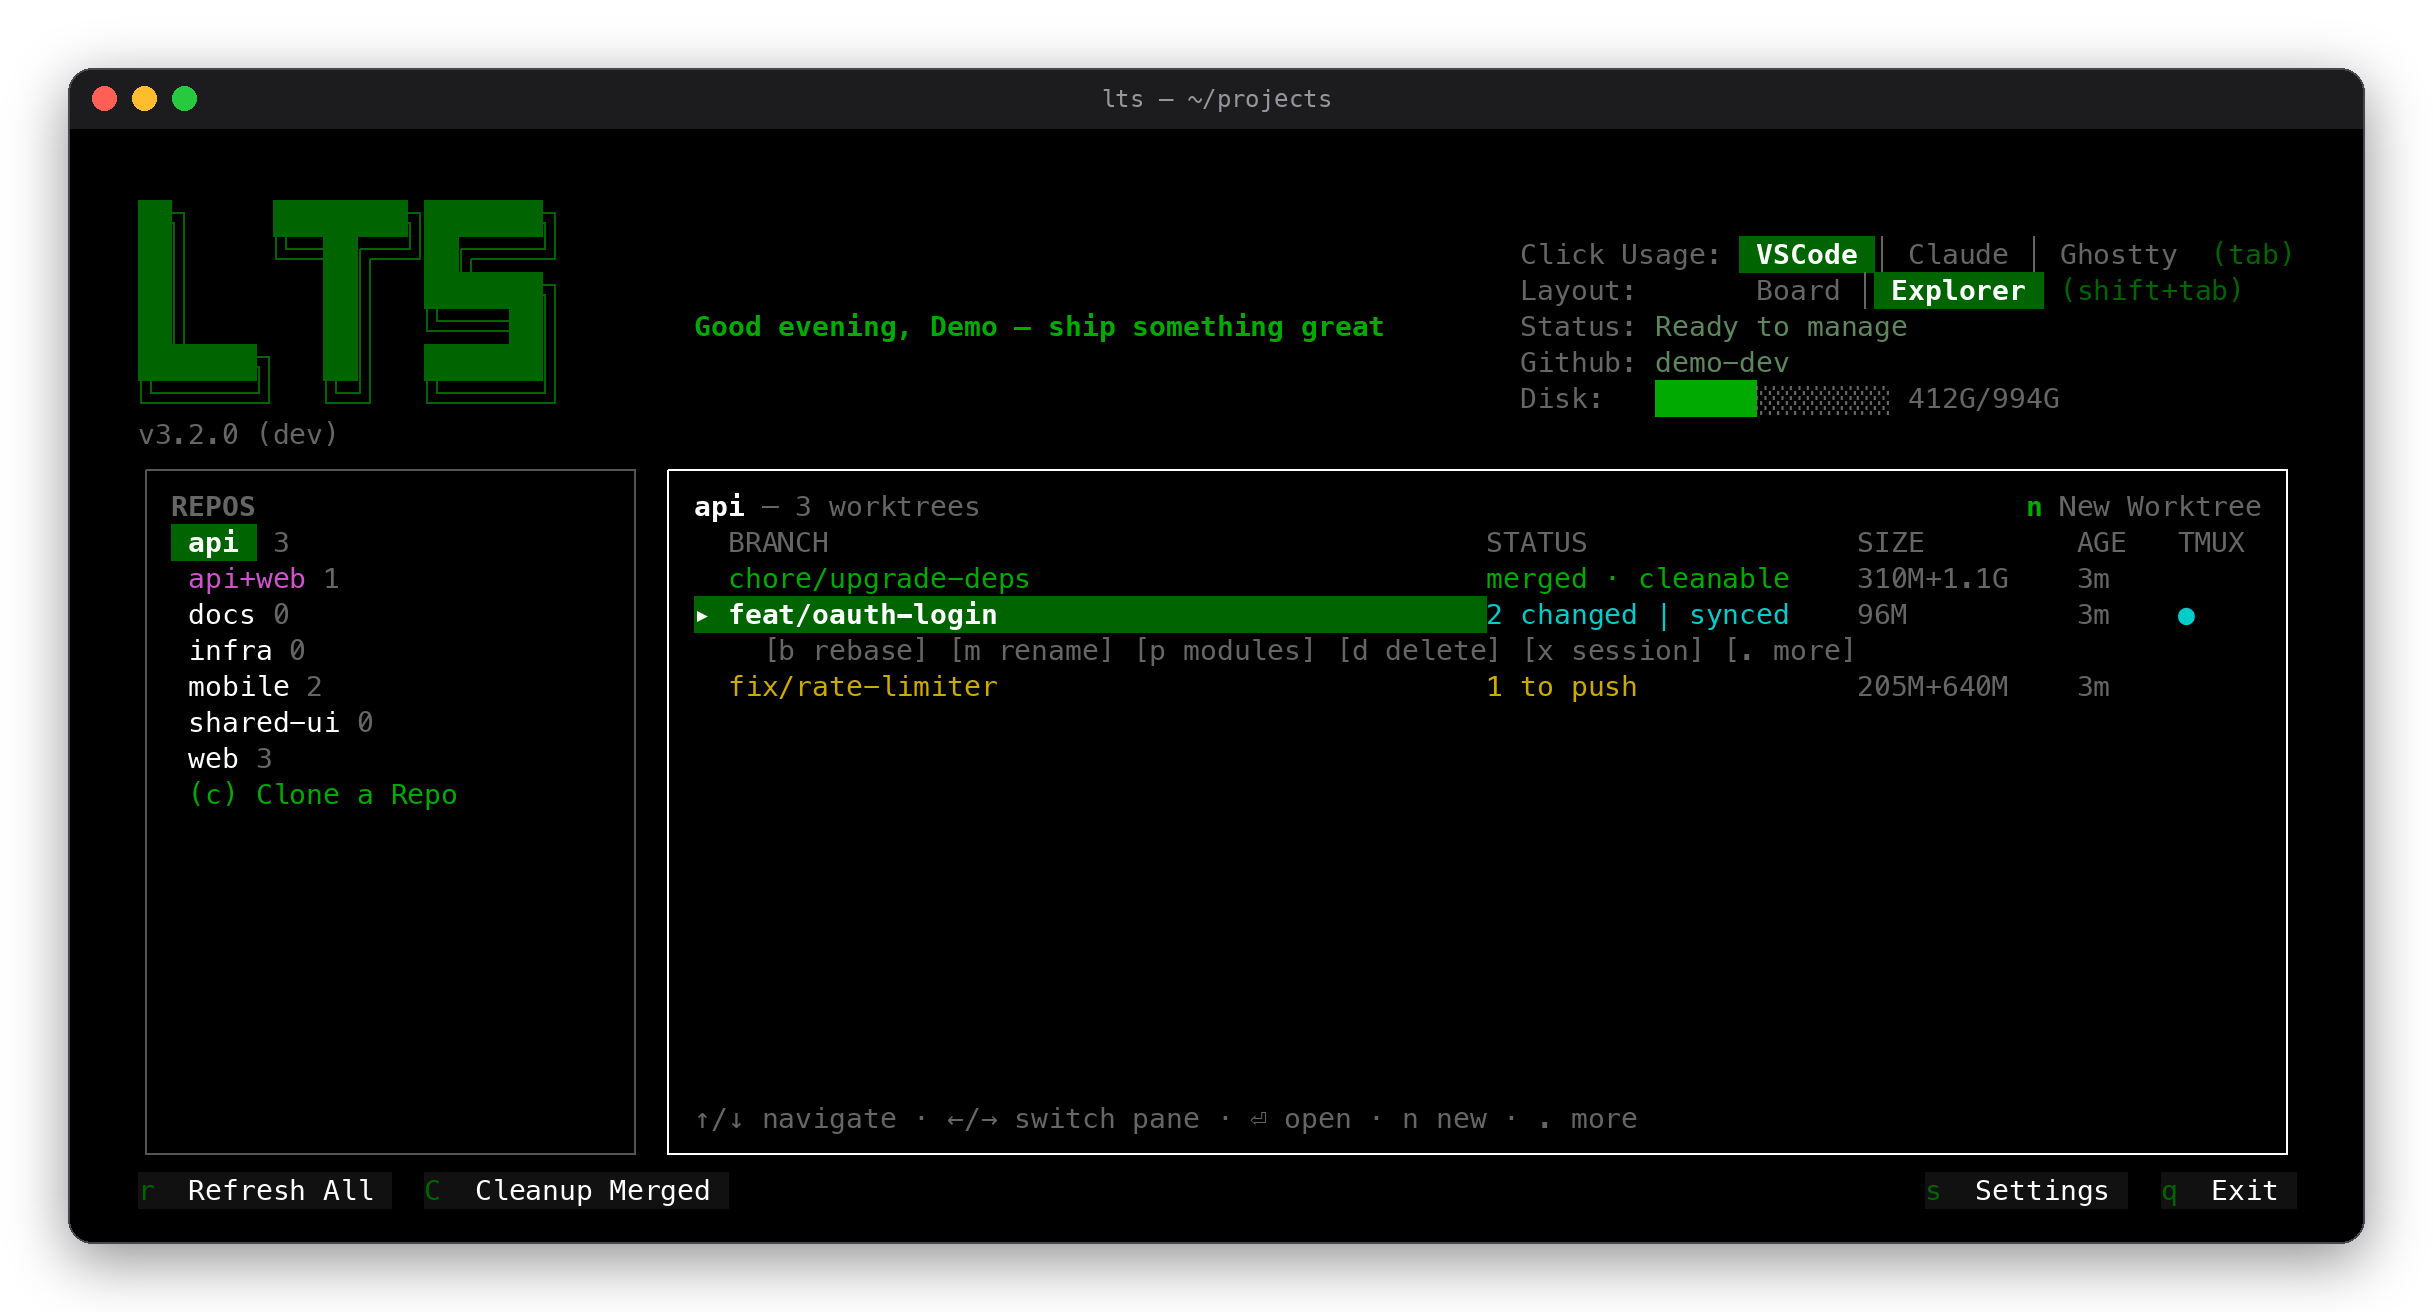 lts — ~/projects
LTS
v3.2.0 (dev)
Good evening, Demo — ship something great
Click Usage: VSCode │ Claude │ Ghostty (tab)
Layout: Board │ Explorer (shift+tab)
Status: Ready to manage
Github: demo-dev
Disk: 412G/994G
REPOS
api 3
api+web 1
docs 0
infra 0
mobile 2
shared-ui 0
web 3
(c) Clone a Repo
api — 3 worktrees n New Worktree
BRANCH STATUS SIZE AGE TMUX
chore/upgrade-deps merged · cleanable 310M+1.1G 3m
▸ feat/oauth-login 2 changed | synced 96M 3m ●
[b rebase] [m rename] [p modules] [d delete] [x session] [. more]
fix/rate-limiter 1 to push 205M+640M 3m
↑/↓ navigate · ←/→ switch pane · ⏎ open · n new · . more
r Refresh All C Cleanup Merged s Settings q Exit